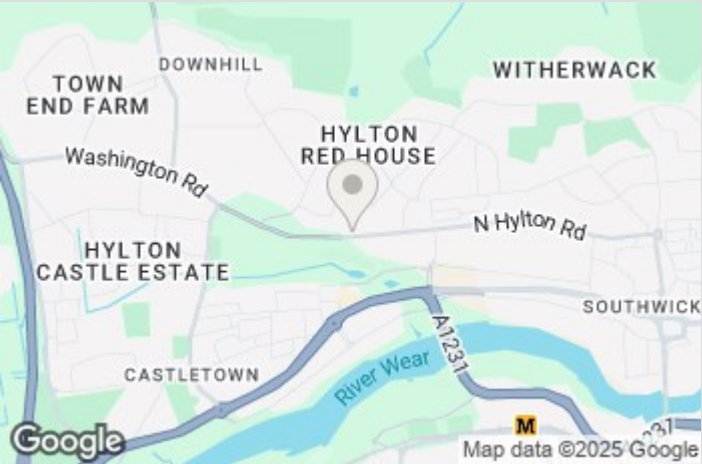 DOWNHILL
WITHERWACK
TOWN
END FARM
HYLTON
RED HOUSE
Washington Rd
N Hylton Rd
HYLTON
CASTLE ESTATE
SOUTHWICK
A1231
River Wear
CASTLETOWN
M
A1231
Google
Map data ©2025 Google